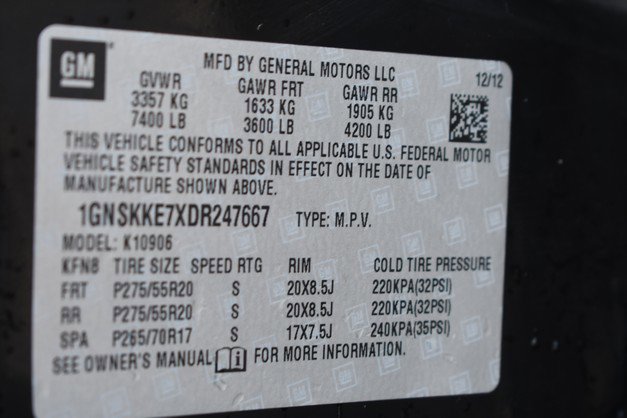 GM
MFD BY GENERAL MOTORS LLC
12/12
GVWR GAWR FRT GAWR RR
3357 KG 1633 KG 1905 KG
7400 LB 3600 LB 4200 LB
THIS VEHICLE CONFORMS TO ALL APPLICABLE U.S. FEDERAL MOTOR
VEHICLE SAFETY STANDARDS IN EFFECT ON THE DATE OF
MANUFACTURE SHOWN ABOVE.
1GNSKKE7XDR247667 TYPE: M.P.V.
MODEL: K10906
KFNB TIRE SIZE SPEED RTG RIM COLD TIRE PRESSURE
FRT P275/55R20 S 20X8.5J 220KPA(32PSI)
RR P275/55R20 S 20X8.5J 220KPA(32PSI)
SPA P265/70R17 S 17X7.5J 240KPA(35PSI)
SEE OWNER'S MANUAL i FOR MORE INFORMATION.